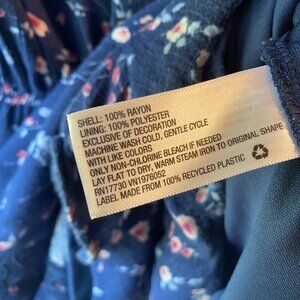 SHELL: 100% RAYON
LINING: 100% POLYESTER
EXCLUSIVE OF DECORATION
MACHINE WASH COLD, GENTLE CYCLE
WITH LIKE COLORS
ONLY NON-CHLORINE BLEACH IF NEEDED
LAY FLAT TO DRY, WARM STEAM IRON TO ORIGINAL SHAPE
RN17730 VN1976052
LABEL MADE FROM 100% RECYCLED PLASTIC